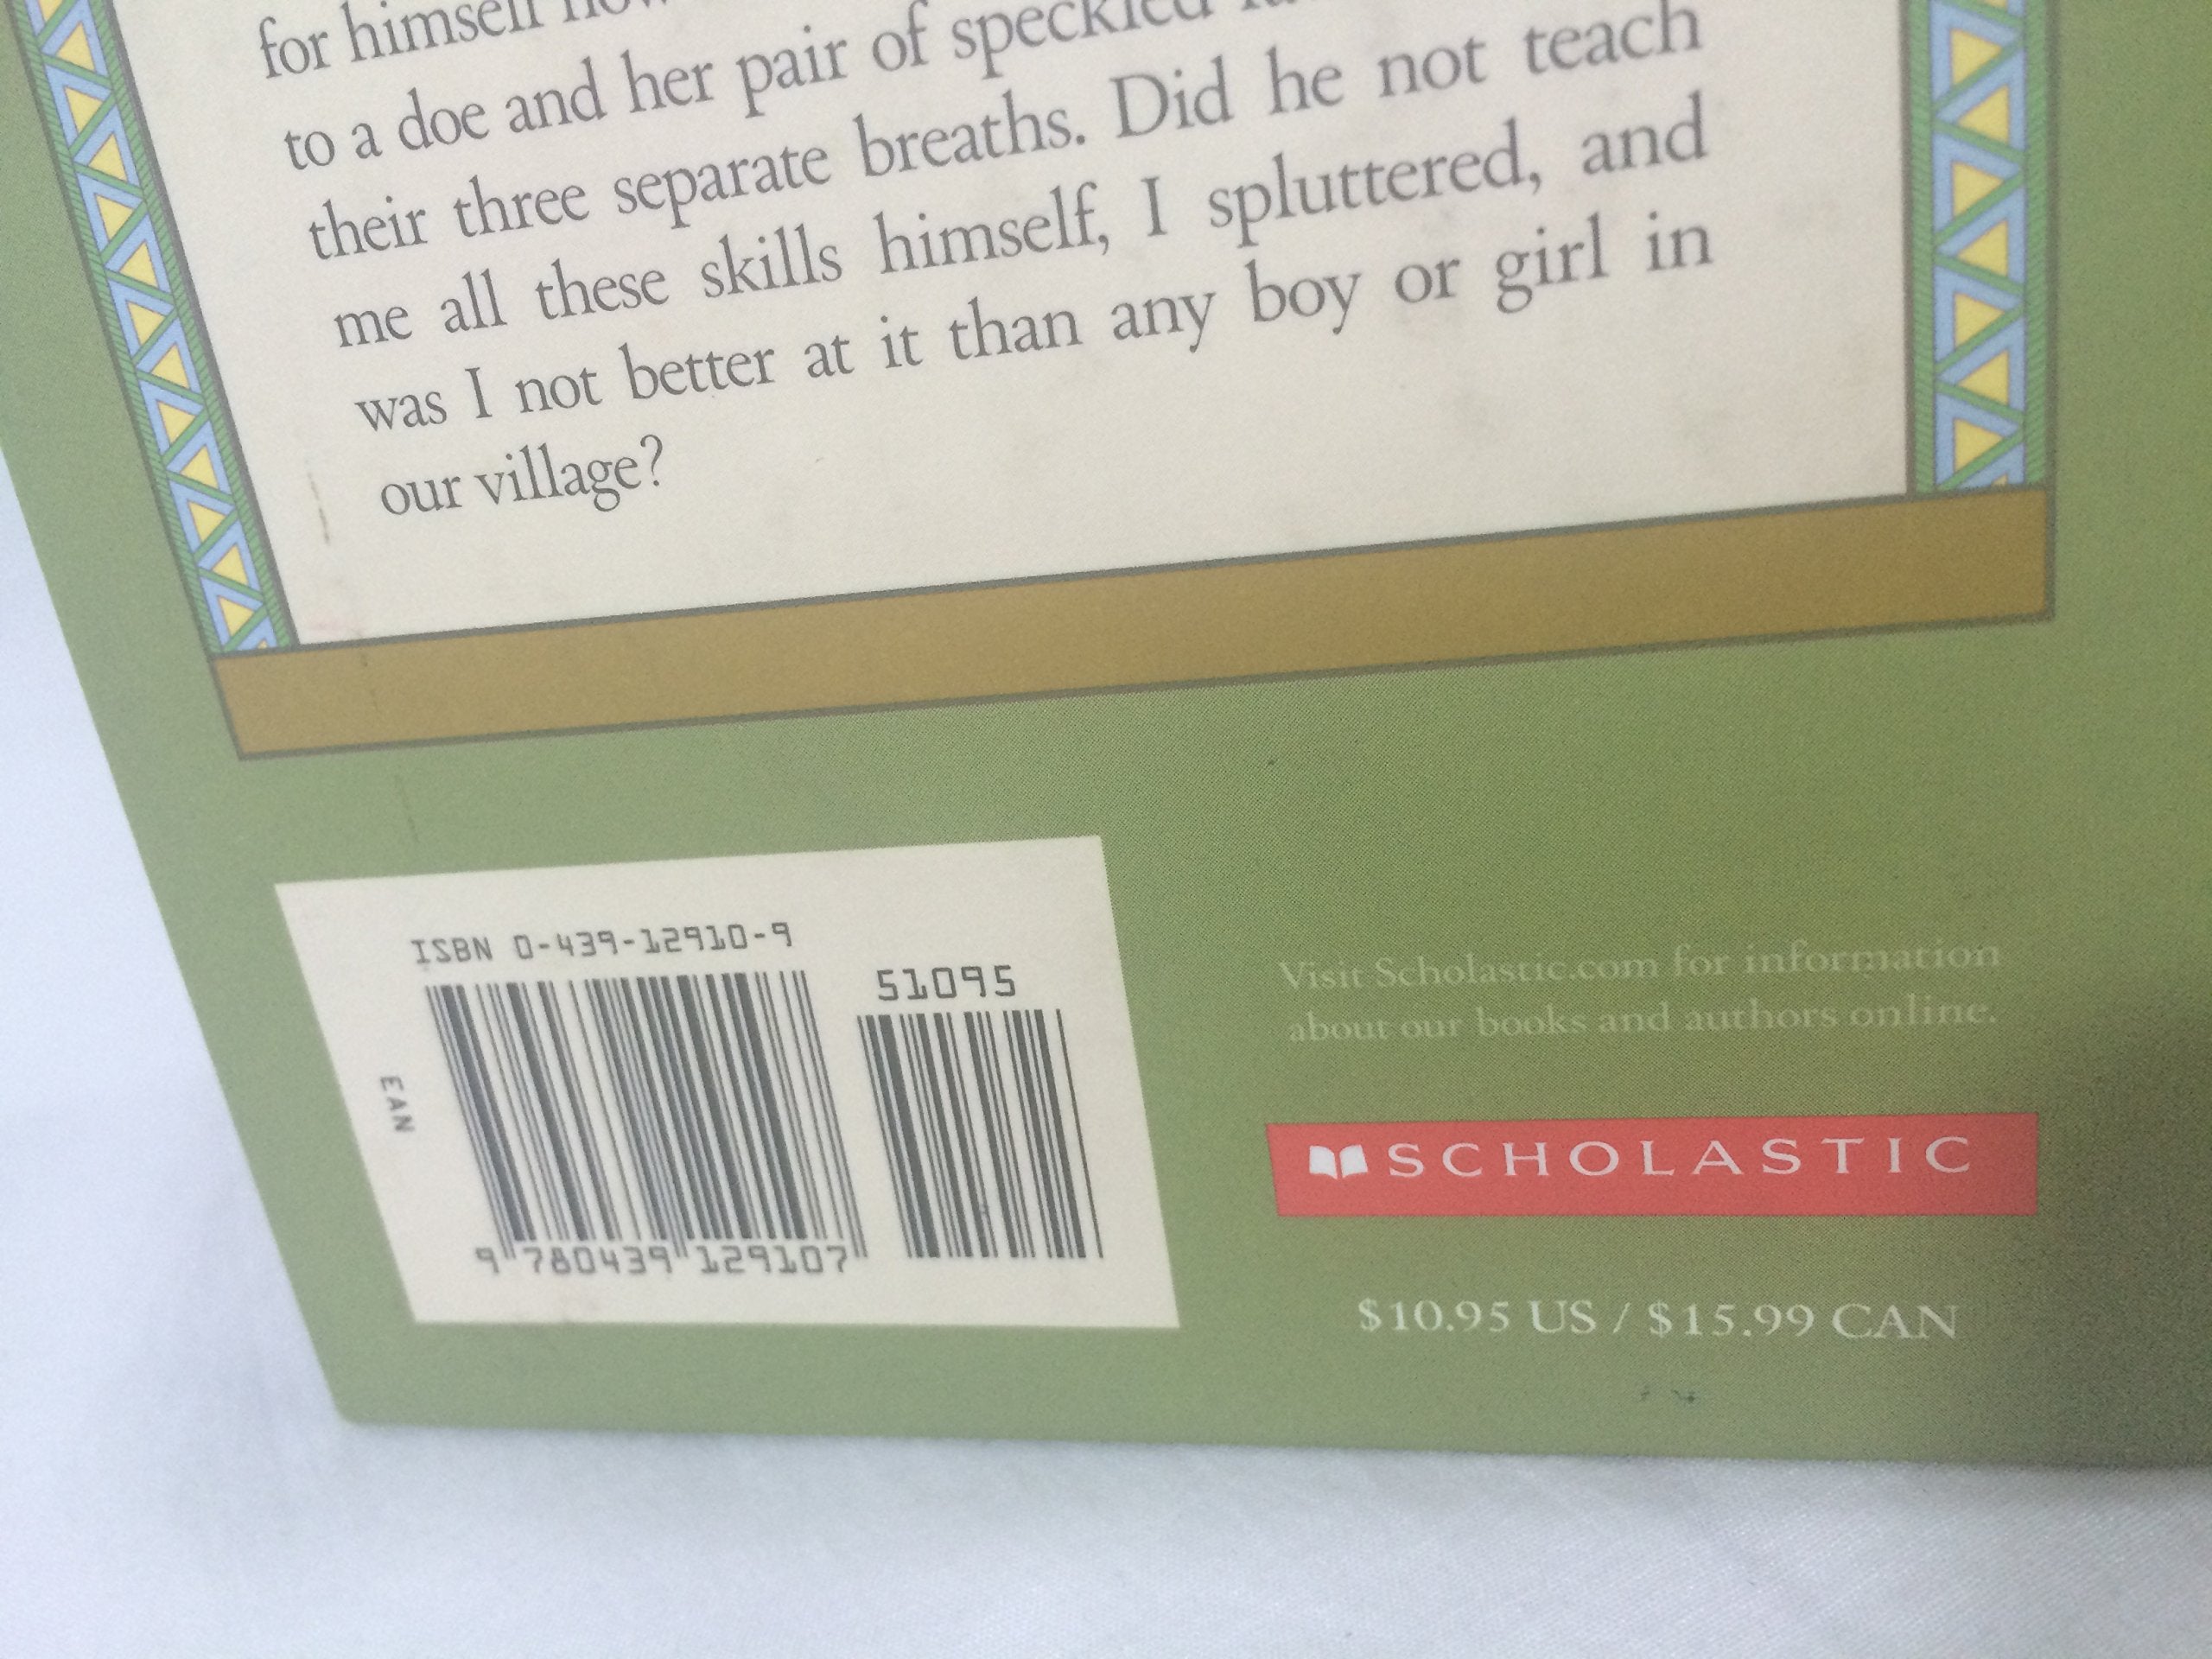 for himself
to a doe and her pair of speckled
their three separate breaths. Did he not teach
me all these skills himself, I spluttered, and
was I not better at it than any boy or girl in
our village?
ISBN 0-439-12910-9
51095
EAN
9 780439 129107
Visit Scholastic.com for information
about our books and authors online.
SCHOLASTIC
$10.95 US / $15.99 CAN